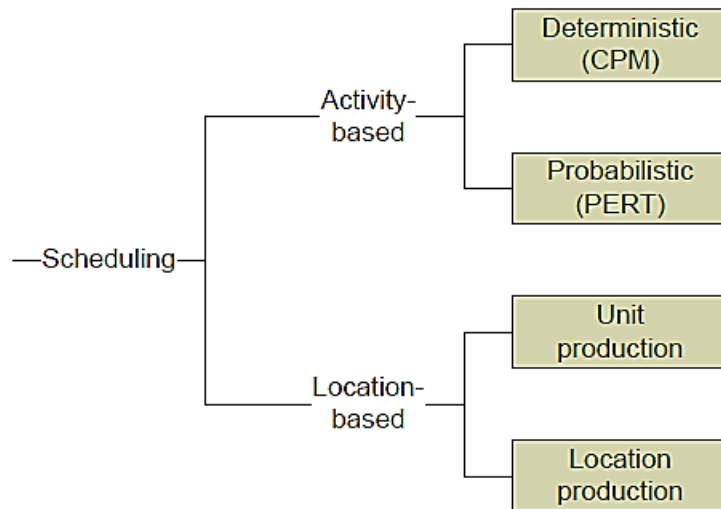 Deterministic
(CPM)
Activity-
based
Probabilistic
(PERT)
Scheduling
Unit
production
Location-
based
Location
production